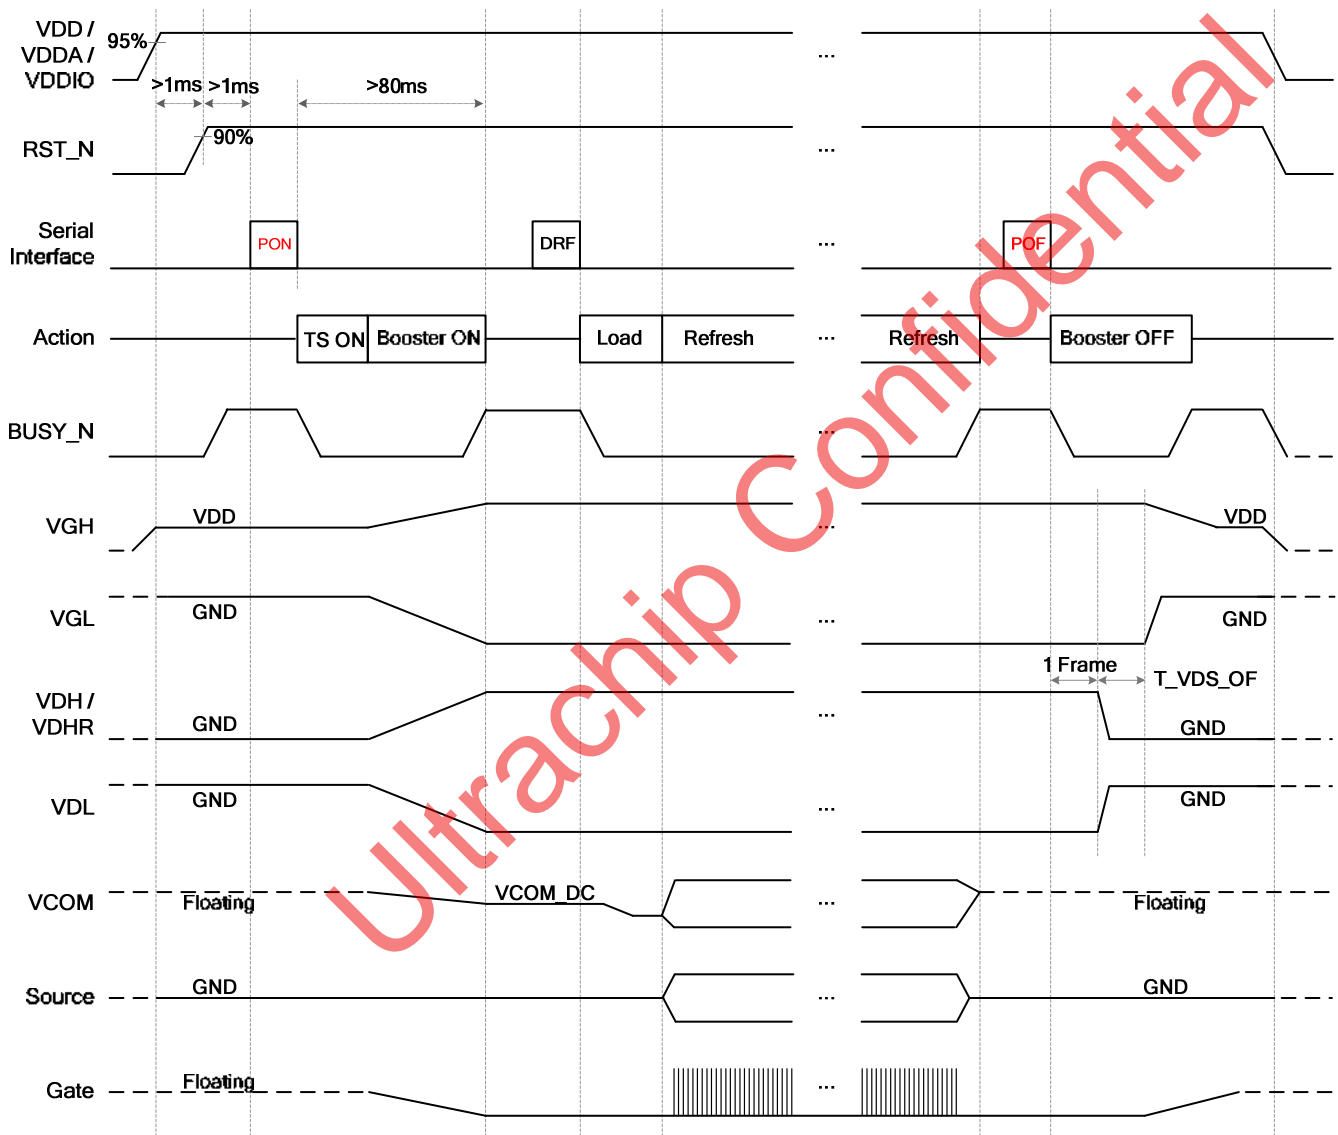 VDD /
VDDA /
VDDIO
95%
>1ms
>1ms
>80ms
...
RST_N
90%
...
Serial
Interface
PON
DRF
...
POF
Action
TS ON
Booster ON
Load
Refresh
...
Refresh
Booster OFF
BUSY_N
...
VGH
VDD
...
VDD
VGL
GND
...
GND
1 Frame
T_VDS_OF
VDH /
VDHR
GND
...
GND
VDL
GND
...
GND
VCOM
Floating
VCOM_DC
...
Floating
Source
GND
...
GND
Gate
Floating
...
Ultrachip Confidential